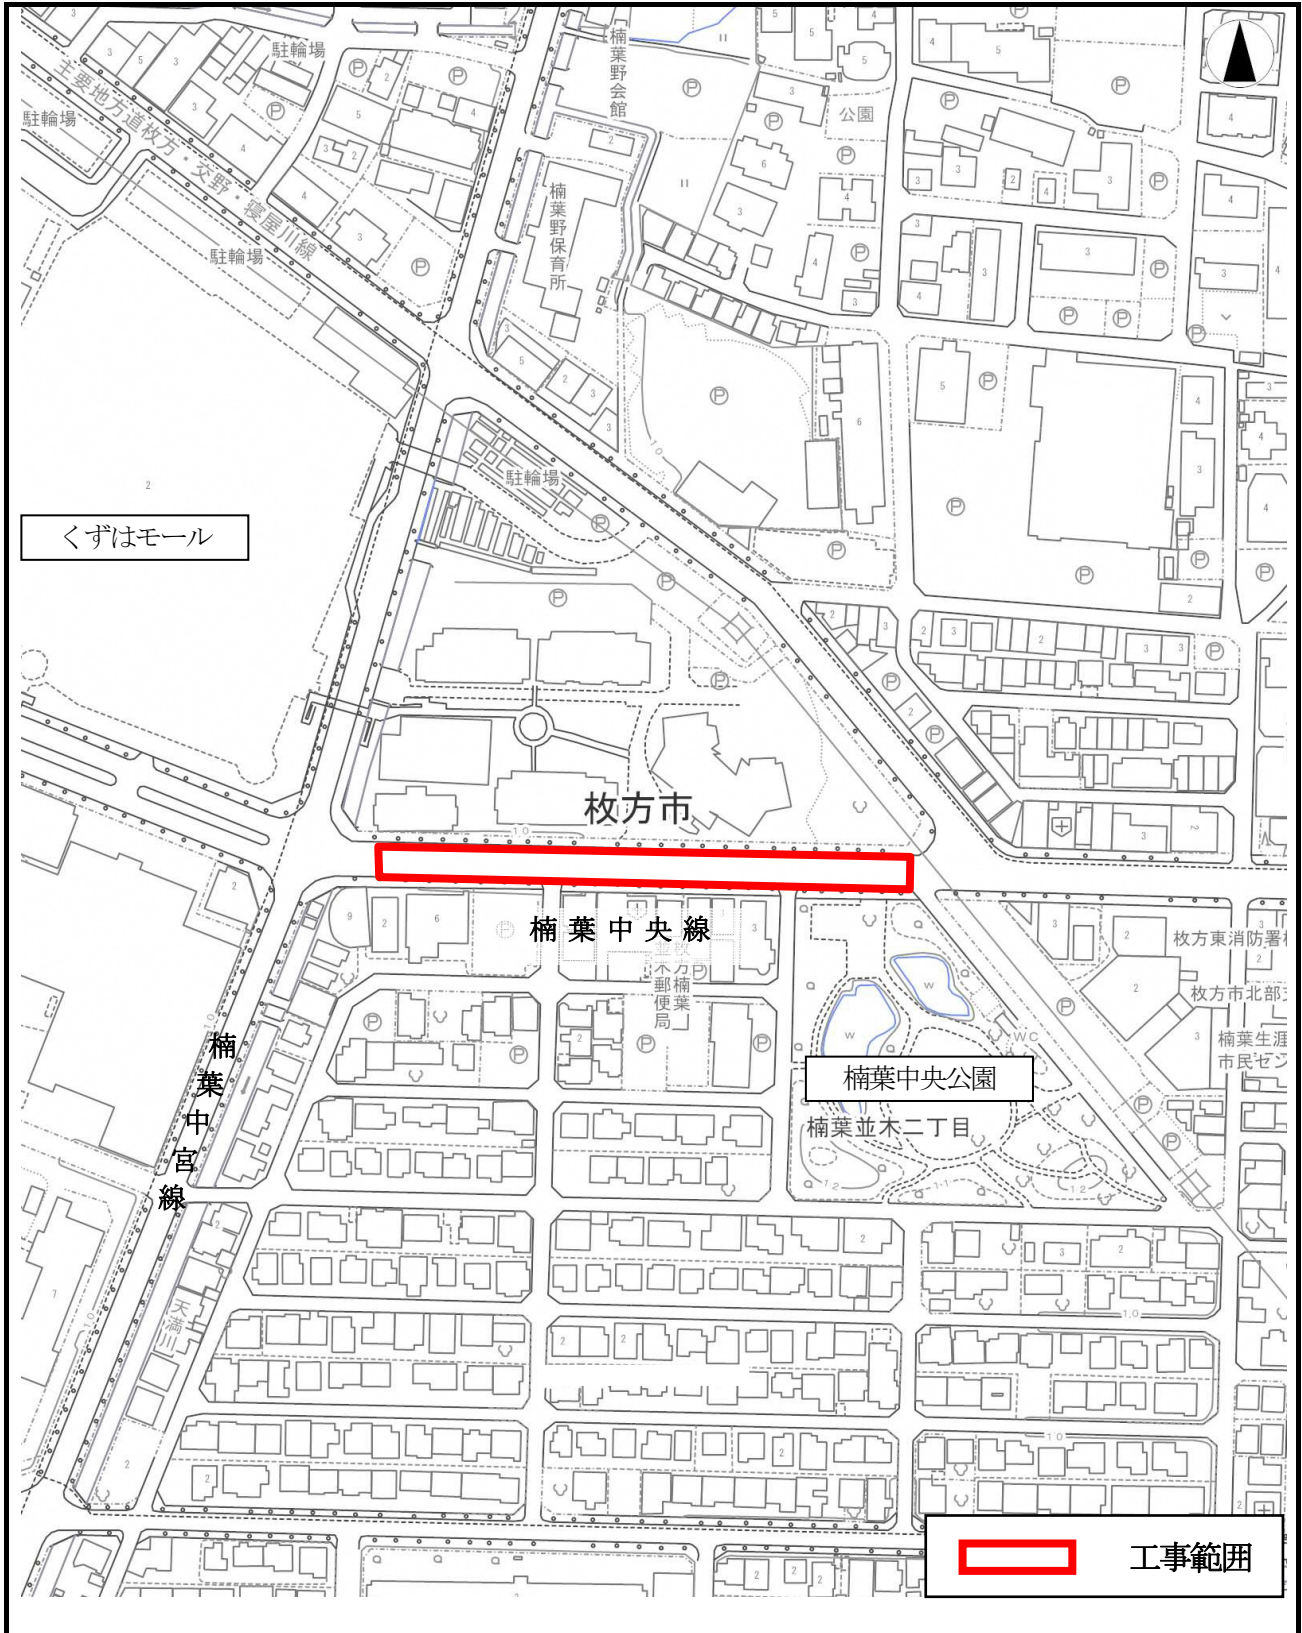 駐輪場
楠葉野会館
主要地方道枚方・交野・寝屋川線
駐輪場
公園
楠葉野保育所
駐輪場
駐輪場
くずはモール
枚方市
楠葉中央線
枚方楠葉
並木郵便局
枚方東消防署
枚方市北部
楠葉生涯
市民セン
WC
楠葉中央公園
楠葉並木二丁目
楠葉中宮線
天満川
工事範囲